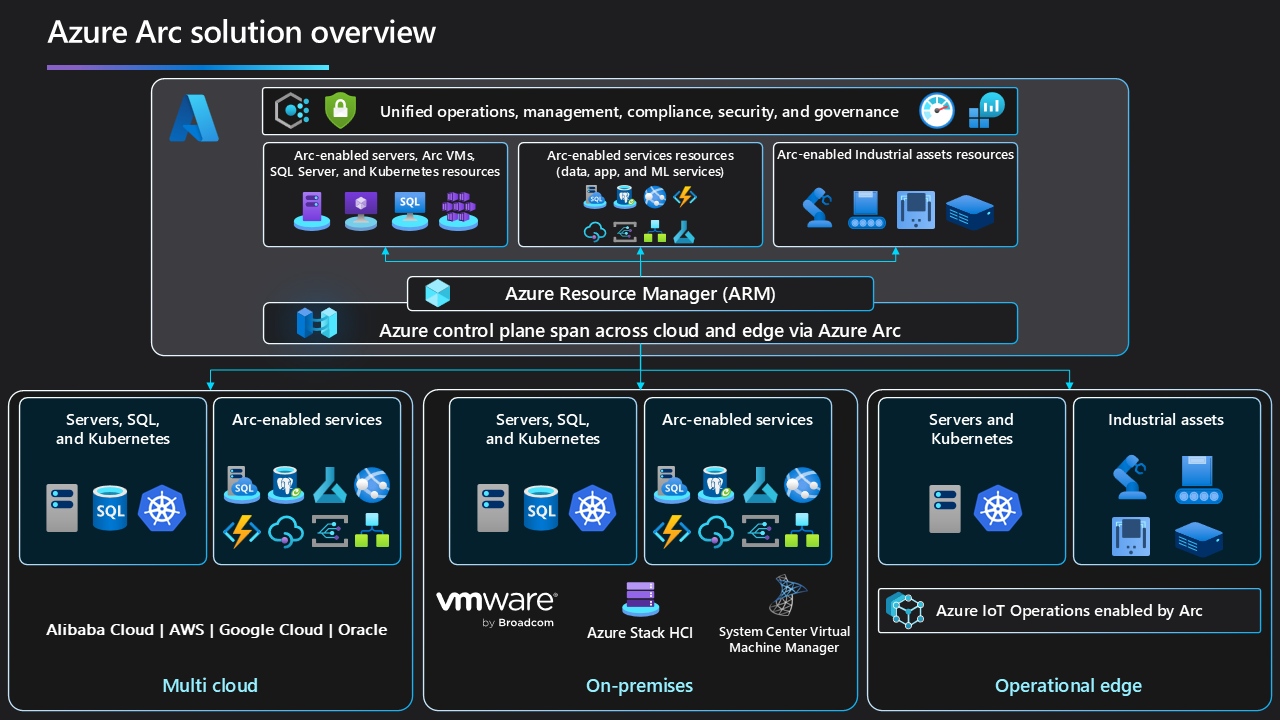 Azure Arc solution overview
Unified operations, management, compliance, security, and governance
Arc-enabled servers, Arc VMs,
SQL Server, and Kubernetes resources
SQL
Arc-enabled services resources
(data, app, and ML services)
SQL
Arc-enabled Industrial assets resources
Azure Resource Manager (ARM)
Azure control plane span across cloud and edge via Azure Arc
Servers, SQL,
and Kubernetes
SQL
Arc-enabled services
SQL
Alibaba Cloud | AWS | Google Cloud | Oracle
Multi cloud
Servers, SQL,
and Kubernetes
SQL
Arc-enabled services
SQL
vmware®
by Broadcom
Azure Stack HCI
System Center Virtual
Machine Manager
On-premises
Servers and
Kubernetes
Industrial assets
Azure IoT Operations enabled by Arc
Operational edge